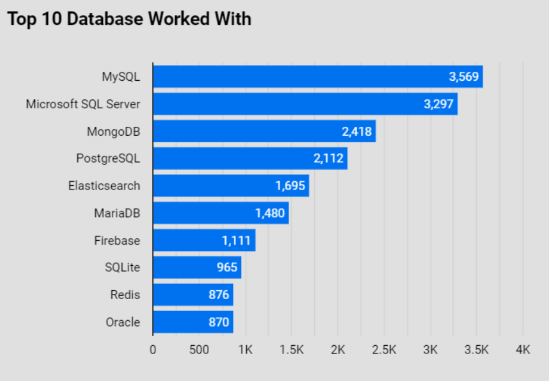 Top 10 Database Worked With
MySQL 3,569
Microsoft SQL Server 3,297
MongoDB 2,418
PostgreSQL 2,112
Elasticsearch 1,695
MariaDB 1,480
Firebase 1,111
SQLite 965
Redis 876
Oracle 870
0 500 1K 1.5K 2K 2.5K 3K 3.5K 4K